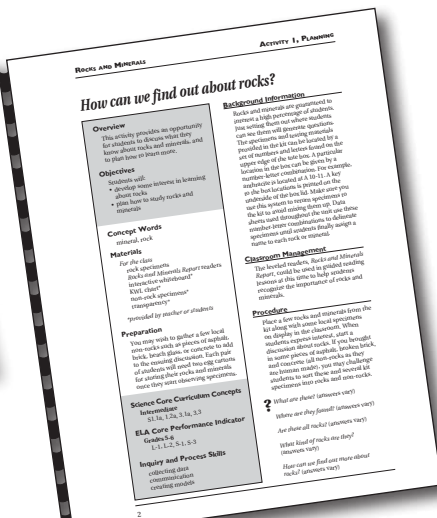 ROCKS AND MINERALS
ACTIVITY 1, PLANNING
How can we find out about rocks?
Overview
This activity provides an opportunity
for students to discuss what they
know about rocks and minerals, and
to plan how to learn more.
Objectives
Students will:
• develop some interest in learning
about rocks
• plan how to study rocks and
minerals
Concept Words
mineral, rock
Materials
For the class
rock specimens
Rocks and Minerals Report readers
interactive whiteboard*
KWL chart*
non-rock specimens*
transparency*
*provided by teacher or students
Preparation
You may wish to gather a few local
non-rocks such as pieces of asphalt,
brick, beach glass, or concrete to add
to the ensuing discussion. Each pair
of students will need two egg cartons
for storing their rocks and minerals
once they start observing specimens.
Science Core Curriculum Concepts
Intermediate
S1.1a, 1.2a, 3.1a, 3.3
ELA Core Performance Indicator
Grades 5-6
L-1, L-2, S-1, S-3
Inquiry and Process Skills
collecting data
communication
creating models
Background Information
Rocks and minerals are guaranteed to
interest a high percentage of students.
Just setting them out where students
can see them will generate questions.
The specimens and testing materials
provided in the kit can be located by a
set of numbers and letters found on the
upper edge of the tote box. A particular
location in the box can be given by a
number-letter combination. For example,
anthracite is located at A 10-11. A key
to the box locations is printed on the
underside of the box lid. Make sure you
use this system to return specimens to
the kit to avoid mixing them up. Data
sheets used throughout the unit use these
number-letter combinations to delineate
specimens until students finally assign a
name to each rock or mineral.
Classroom Management
The leveled readers, Rocks and Minerals
Report, could be used in guided reading
lessons at this time to help students
recognize the importance of rocks and
minerals.
Procedure
Place a few rocks and minerals from the
kit along with some local specimens
on display in the classroom. When
students express interest, start a
discussion about rocks. If you brought
in some pieces of asphalt, broken brick,
and concrete (all non-rocks as they
are human made), you may challenge
students to sort these and several kit
specimens into rocks and non-rocks.
? What are these? (answers vary)
Where are they found? (answers vary)
Are these all rocks? (answers vary)
What kind of rocks are they?
(answers vary)
How can we find out more about
rocks? (answers vary)
2